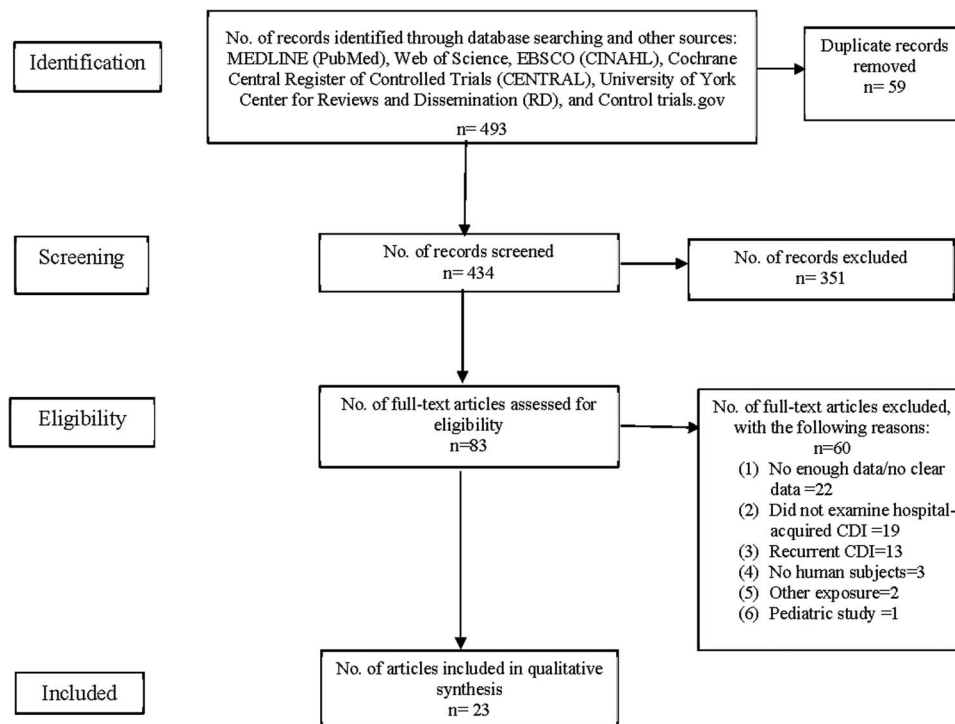 Identification
No. of records identified through database searching and other sources:
MEDLINE (PubMed), Web of Science, EBSCO (CINAHL), Cochrane
Central Register of Controlled Trials (CENTRAL), University of York
Center for Reviews and Dissemination (RD), and Control trials.gov
n= 493
Duplicate records
removed
n= 59
Screening
No. of records screened
n= 434
No. of records excluded
n= 351
Eligibility
No. of full-text articles assessed for
eligibility
n=83
No. of full-text articles excluded,
with the following reasons:
n=60
(1) No enough data/no clear
data =22
(2) Did not examine hospital-
acquired CDI =19
(3) Recurrent CDI=13
(4) No human subjects=3
(5) Other exposure=2
(6) Pediatric study =1
Included
No. of articles included in qualitative
synthesis
n= 23